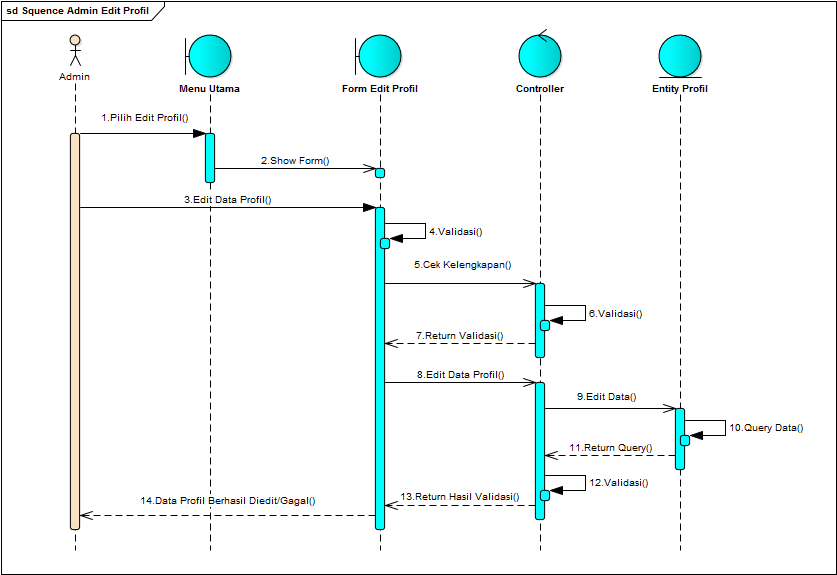 sd Squence Admin Edit Profil
Admin
Menu Utama
Form Edit Profil
Controller
Entity Profil
1.Pilih Edit Profil()
2.Show Form()
3.Edit Data Profil()
4.Validasi()
5.Cek Kelengkapan()
6.Validasi()
7.Return Validasi()
8.Edit Data Profil()
9.Edit Data()
10.Query Data()
11.Return Query()
12.Validasi()
13.Return Hasil Validasi()
14.Data Profil Berhasil Diedit/Gagal()